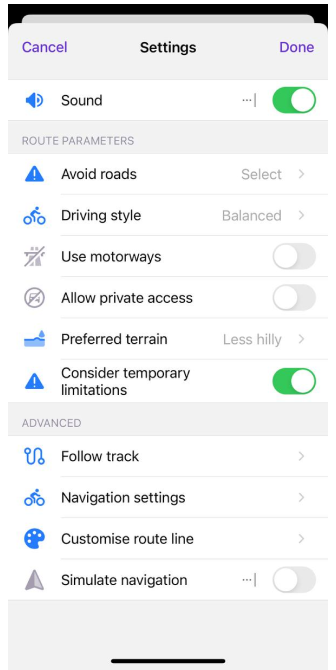 Cancel Settings Done
Sound
ROUTE PARAMETERS
Avoid roads Select
Driving style Balanced
Use motorways
Allow private access
Preferred terrain Less hilly
Consider temporary
limitations
ADVANCED
Follow track
Navigation settings
Customise route line
Simulate navigation